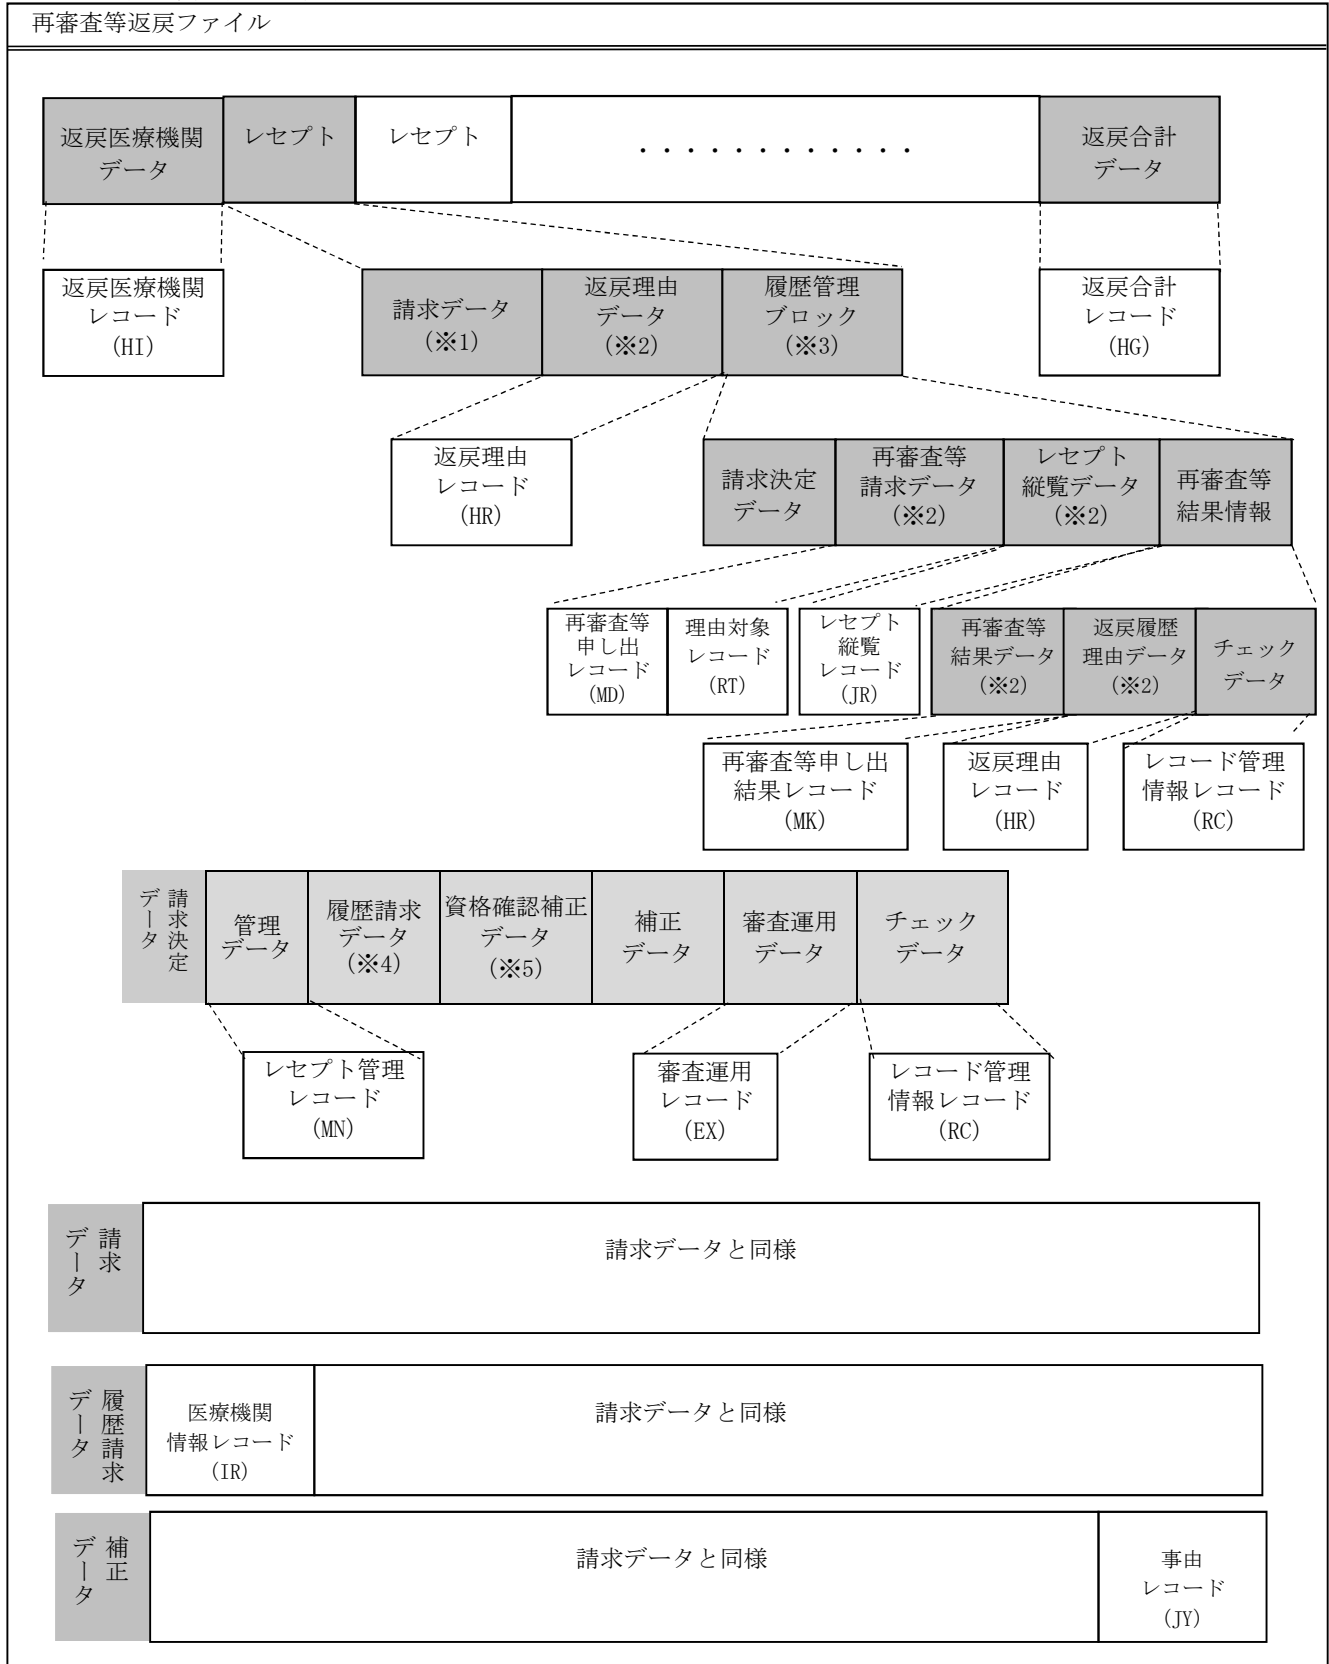 再審査等返戻ファイル
返戻医療機関
データ
レセプト
レセプト
・・・・・・・・・・・・
返戻合計
データ
返戻医療機関
レコード
(HI)
請求データ
(※1)
返戻理由
データ
(※2)
履歴管理
ブロック
(※3)
返戻合計
レコード
(HG)
返戻理由
レコード
(HR)
請求決定
データ
再審査等
請求データ
(※2)
レセプト
縦覧データ
(※2)
再審査等
結果情報
再審査等
申し出
レコード
(MD)
理由対象
レコード
(RT)
レセプト
縦覧
レコード
(JR)
再審査等
結果データ
(※2)
返戻履歴
理由データ
(※2)
チェック
データ
再審査等申し出
結果レコード
(MK)
返戻理由
レコード
(HR)
レコード管理
情報レコード
(RC)
請求決定
データ
管理
データ
履歴請求
データ
(※4)
資格確認補正
データ
(※5)
補正
データ
審査運用
データ
チェック
データ
レセプト管理
レコード
(MN)
審査運用
レコード
(EX)
レコード管理
情報レコード
(RC)
請求
データ
請求データと同様
履歴請求
データ
医療機関
情報レコード
(IR)
請求データと同様
補正
データ
請求データと同様
事由
レコード
(JY)